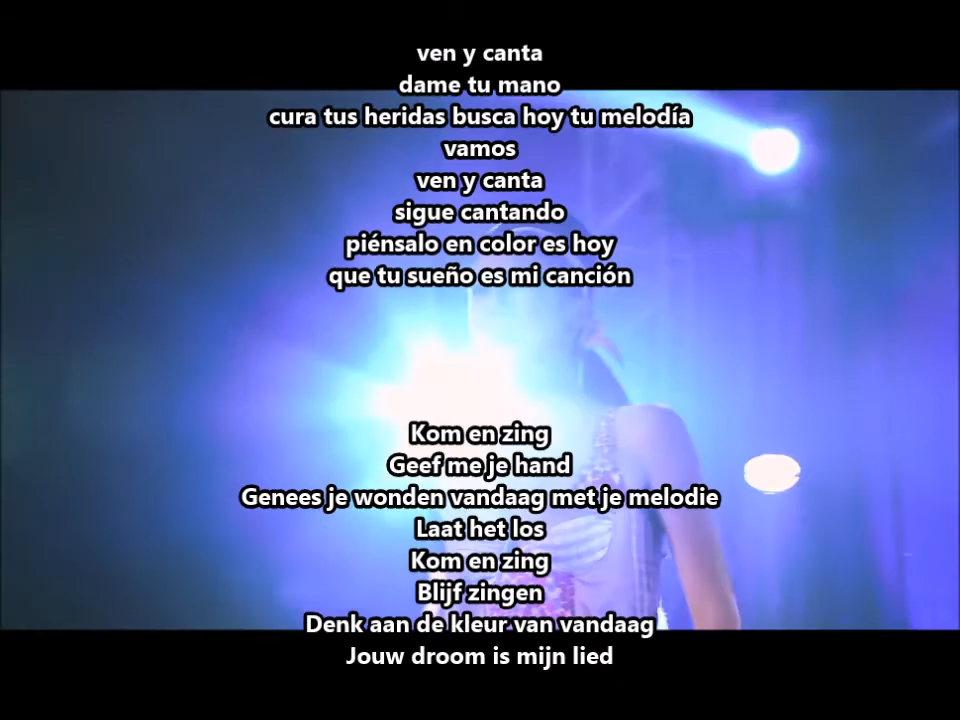 ven y canta
dame tu mano
cura tus heridas busca hoy tu melodía
vamos
ven y canta
sigue cantando
piénsalo en color es hoy
que tu sueño es mi canción
Kom en zing
Geef me je hand
Genees je wonden vandaag met je melodie
Laat het los
Kom en zing
Blijf zingen
Denk aan de kleur van vandaag
Jouw droom is mijn lied